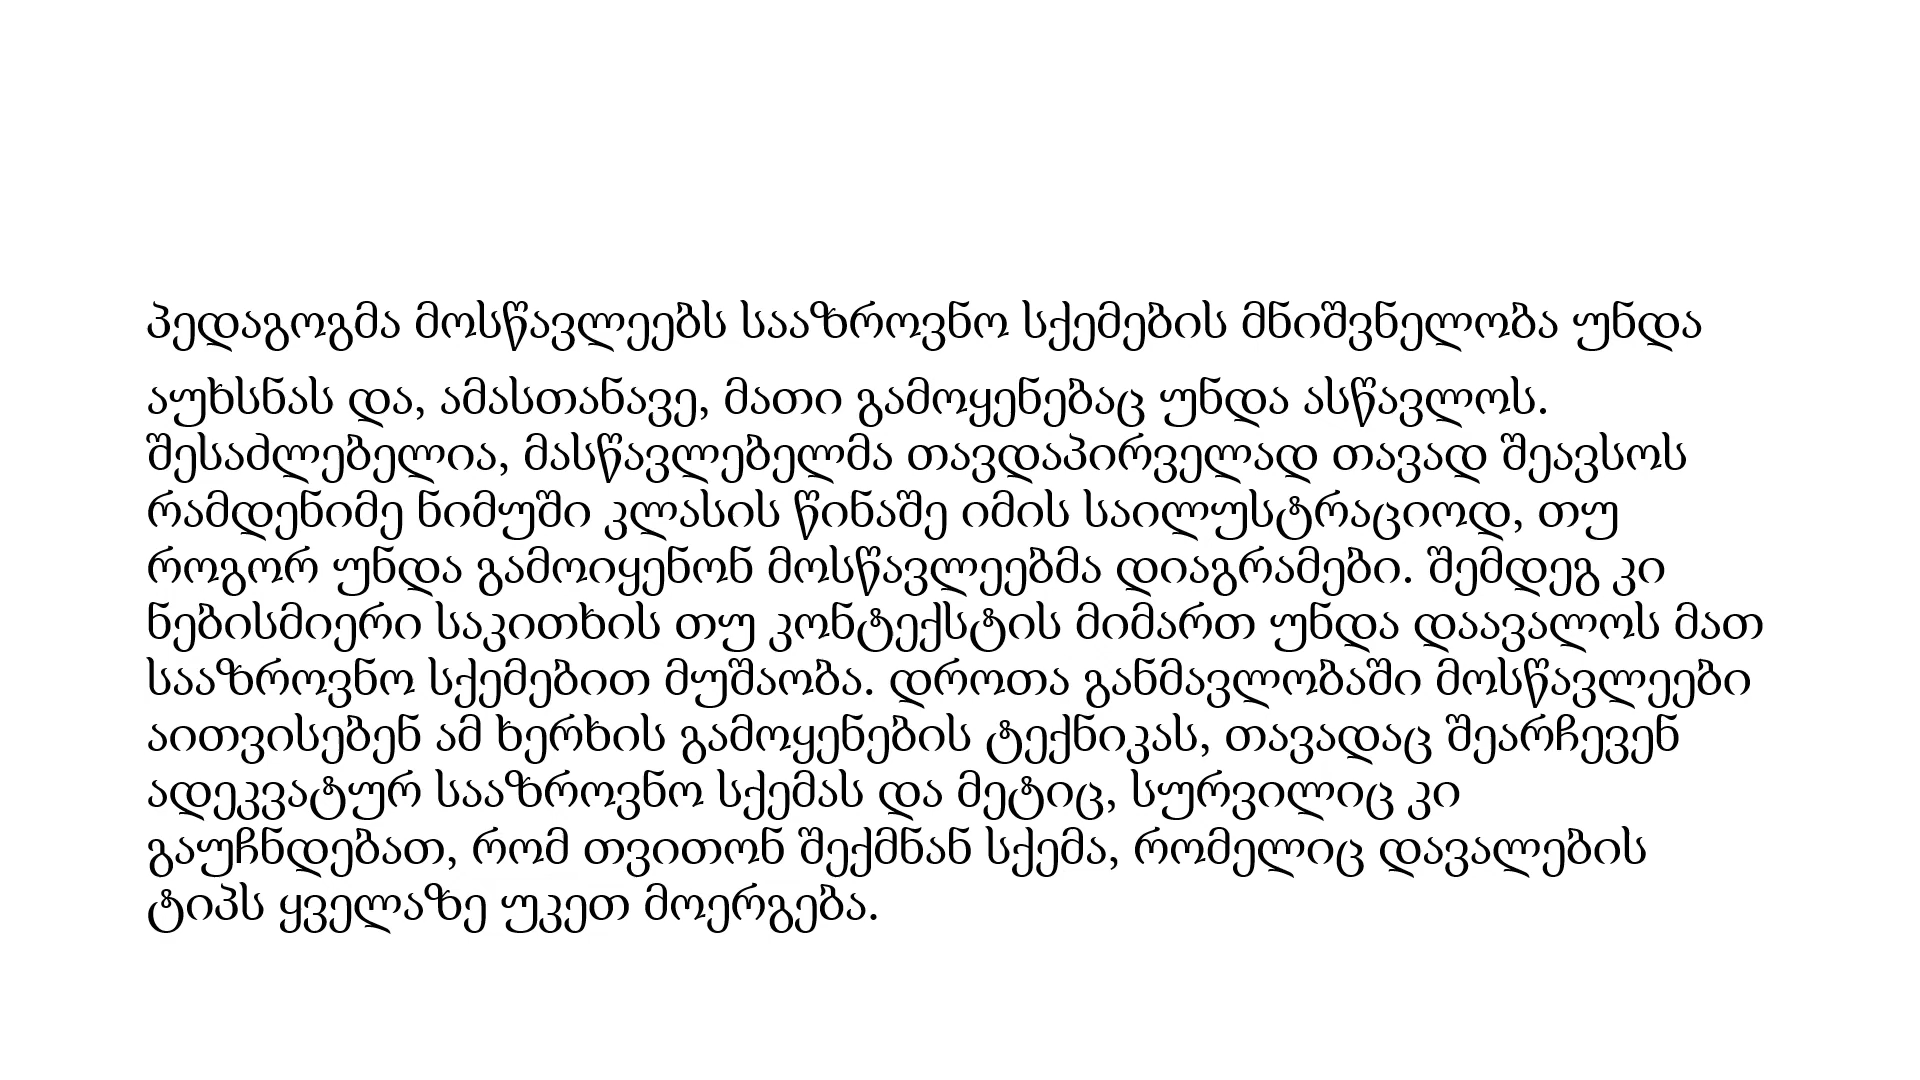 პედაგოგმა მოსწავლეებს სააზროვნო სქემების მნიშვნელობა უნდა
აუხსნას და, ამასთანავე, მათი გამოყენებაც უნდა ასწავლოს.
შესაძლებელია, მასწავლებელმა თავდაპირველად თავად შეავსოს
რამდენიმე ნიმუში კლასის წინაშე იმის საილუსტრაციოდ, თუ
როგორ უნდა გამოიყენონ მოსწავლეებმა დიაგრამები. შემდეგ კი
ნებისმიერი საკითხის თუ კონტექსტის მიმართ უნდა დაავალოს მათ
სააზროვნო სქემებით მუშაობა. დროთა განმავლობაში მოსწავლეები
აითვისებენ ამ ხერხის გამოყენების ტექნიკას, თავადაც შეარჩევენ
ადეკვატურ სააზროვნო სქემას და მეტიც, სურვილიც კი
გაუჩნდებათ, რომ თვითონ შექმნან სქემა, რომელიც დავალების
ტიპს ყველაზე უკეთ მოერგება.